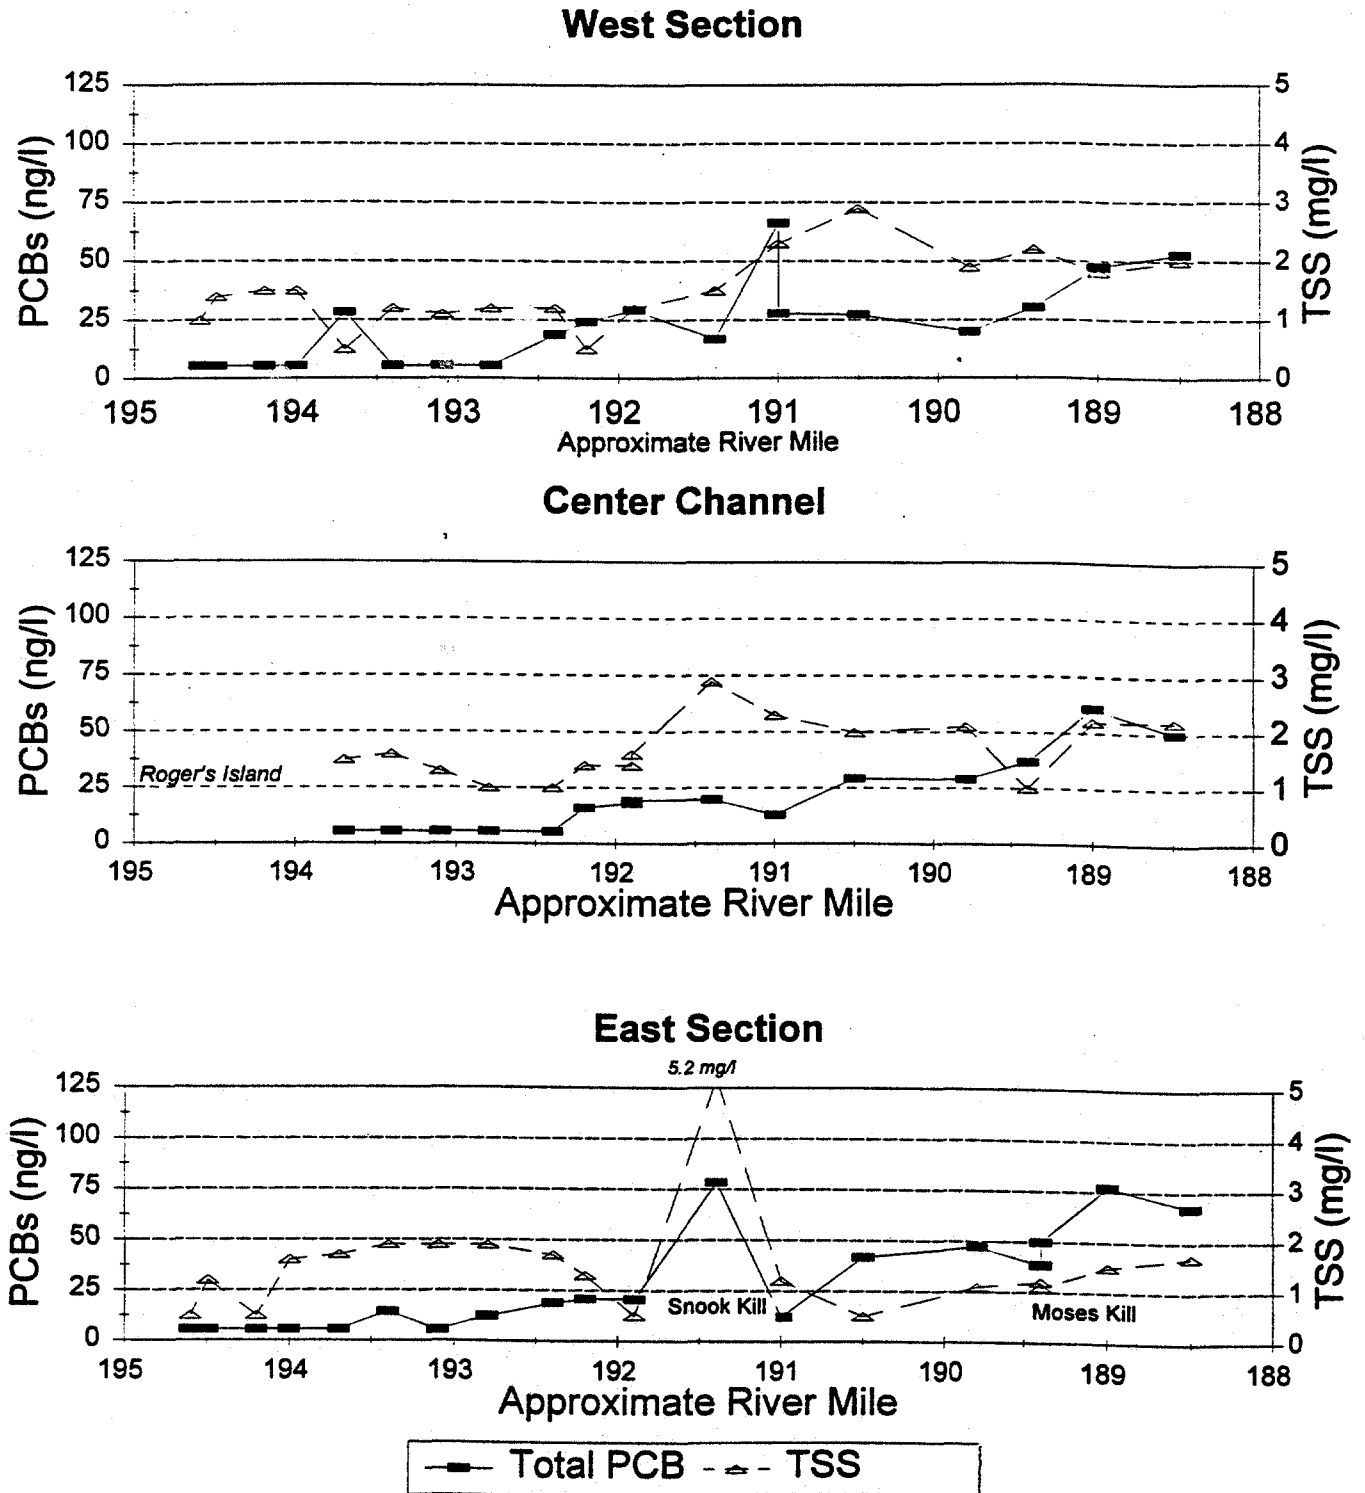 West Section
PCBs (ng/l)
125
100
75
50
25
0
5
4
3
2
1
0
TSS (mg/l)
195 194 193 192 191 190 189 188
Approximate River Mile
Center Channel
PCBs (ng/l)
125
100
75
50
25
0
Roger's Island
5
4
3
2
1
0
TSS (mg/l)
195 194 193 192 191 190 189 188
Approximate River Mile
East Section
5.2 mg/l
PCBs (ng/l)
125
100
75
50
25
0
Snook Kill
Moses Kill
5
4
3
2
1
0
TSS (mg/l)
195 194 193 192 191 190 189 188
Approximate River Mile
Total PCB TSS